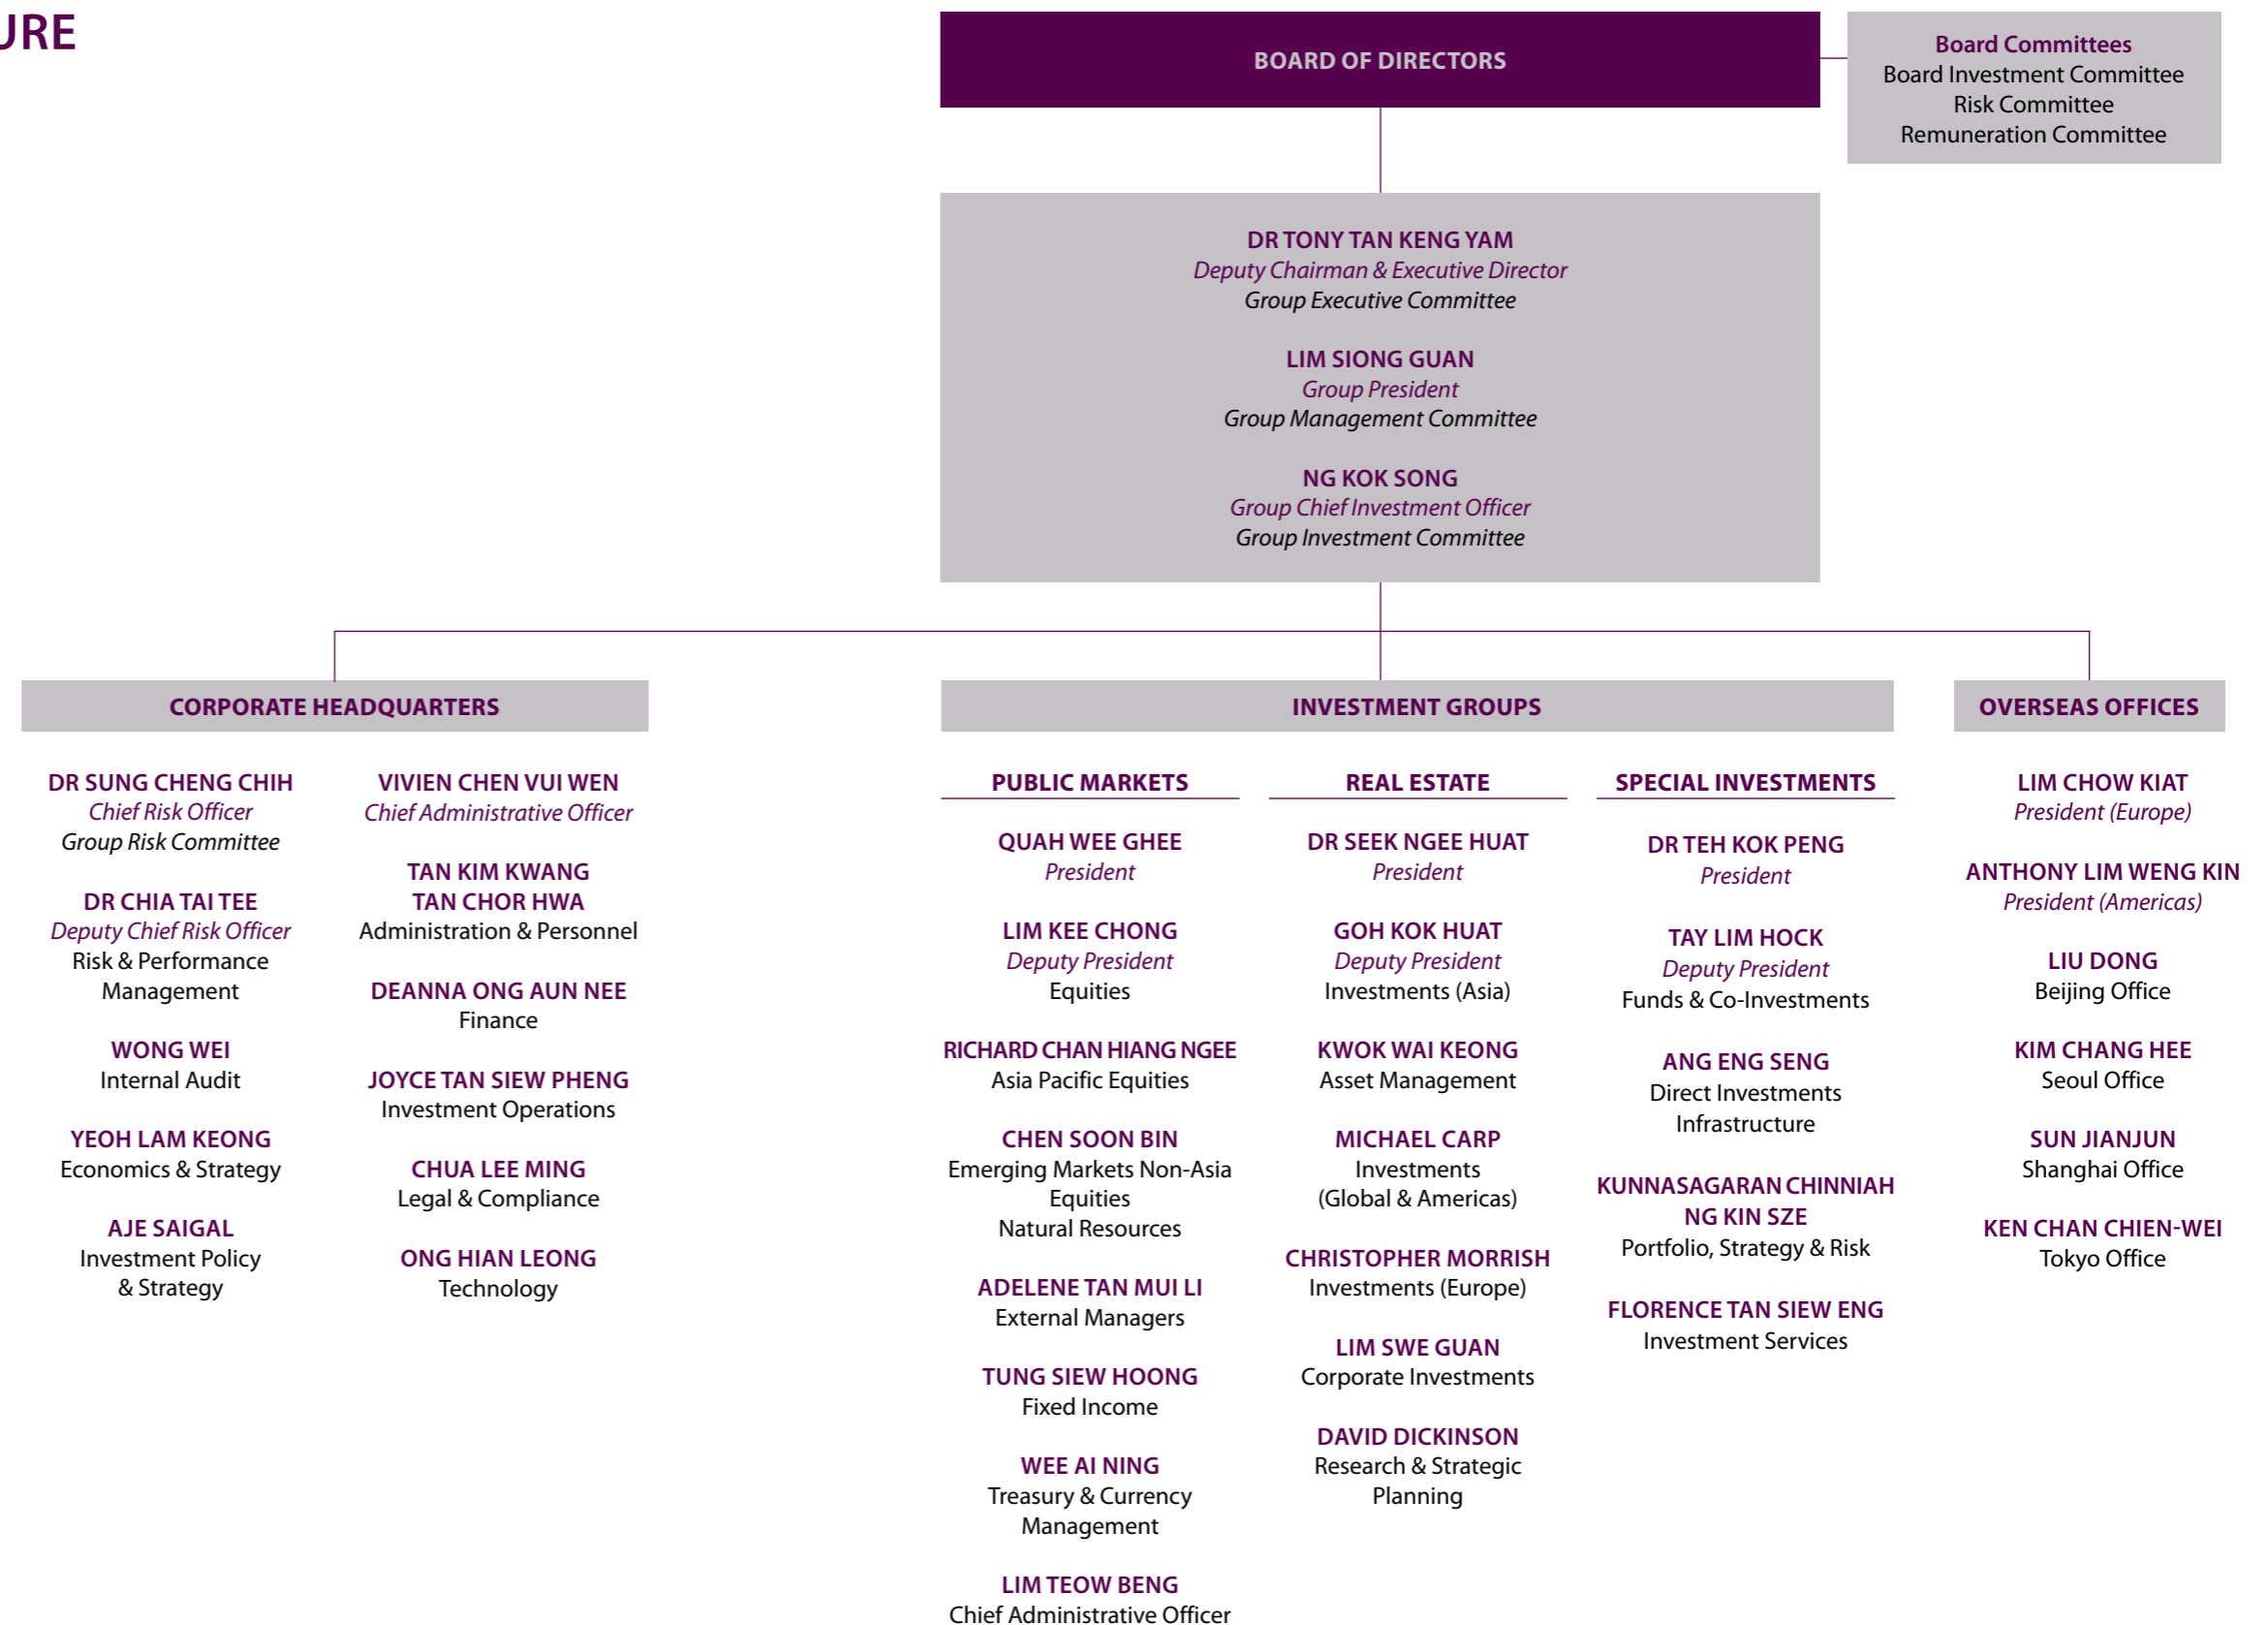 URE
BOARD OF DIRECTORS
Board Committees
Board Investment Committee
Risk Committee
Remuneration Committee
DR TONY TAN KENG YAM
Deputy Chairman & Executive Director
Group Executive Committee
LIM SIONG GUAN
Group President
Group Management Committee
NG KOK SONG
Group Chief Investment Officer
Group Investment Committee
CORPORATE HEADQUARTERS
DR SUNG CHENG CHIH
Chief Risk Officer
Group Risk Committee
DR CHIA TAI TEE
Deputy Chief Risk Officer
Risk & Performance
Management
WONG WEI
Internal Audit
YEOH LAM KEONG
Economics & Strategy
AJE SAIGAL
Investment Policy
& Strategy
VIVIEN CHEN VUI WEN
Chief Administrative Officer
TAN KIM KWANG
TAN CHOR HWA
Administration & Personnel
DEANNA ONG AUN NEE
Finance
JOYCE TAN SIEW PHENG
Investment Operations
CHUA LEE MING
Legal & Compliance
ONG HIAN LEONG
Technology
INVESTMENT GROUPS
PUBLIC MARKETS
QUAH WEE GHEE
President
LIM KEE CHONG
Deputy President
Equities
RICHARD CHAN HIANG NGEE
Asia Pacific Equities
CHEN SOON BIN
Emerging Markets Non-Asia
Equities
Natural Resources
ADELENE TAN MUI LI
External Managers
TUNG SIEW HOONG
Fixed Income
WEE AI NING
Treasury & Currency
Management
LIM TEOW BENG
Chief Administrative Officer
REAL ESTATE
DR SEEK NGEE HUAT
President
GOH KOK HUAT
Deputy President
Investments (Asia)
KWOK WAI KEONG
Asset Management
MICHAEL CARP
Investments
(Global & Americas)
CHRISTOPHER MORRISH
Investments (Europe)
LIM SWE GUAN
Corporate Investments
DAVID DICKINSON
Research & Strategic
Planning
SPECIAL INVESTMENTS
DR TEH KOK PENG
President
TAY LIM HOCK
Deputy President
Funds & Co-Investments
ANG ENG SENG
Direct Investments
Infrastructure
KUNNASAGARAN CHINNIAH
NG KIN SZE
Portfolio, Strategy & Risk
FLORENCE TAN SIEW ENG
Investment Services
OVERSEAS OFFICES
LIM CHOW KIAT
President (Europe)
ANTHONY LIM WENG KIN
President (Americas)
LIU DONG
Beijing Office
KIM CHANG HEE
Seoul Office
SUN JIANJUN
Shanghai Office
KEN CHAN CHIEN-WEI
Tokyo Office